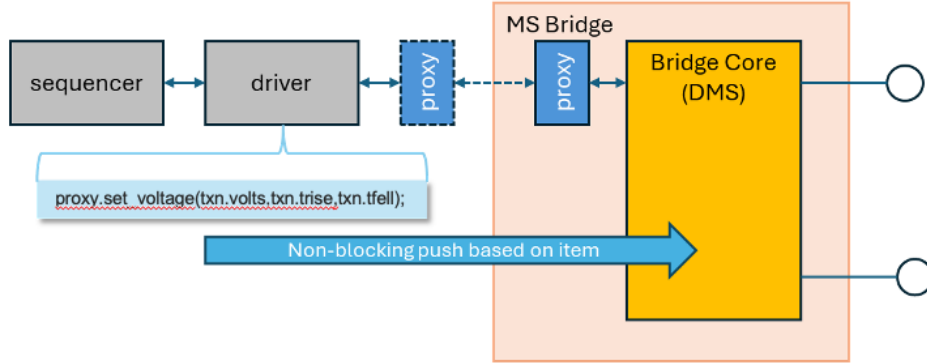 MS Bridge
sequencer
driver
proxy
proxy
Bridge Core
(DMS)
proxy.set_voltage(txn.volts,txn.trise,txn.tfell);
Non-blocking push based on item